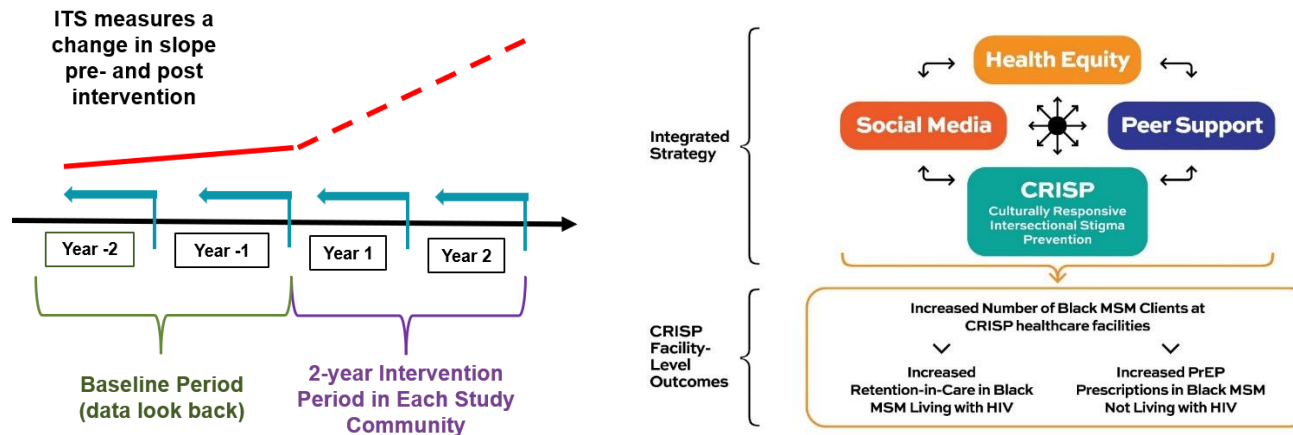 ITS measures a
change in slope
pre- and post
intervention
Year -2
Year -1
Year 1
Year 2
Baseline Period
(data look back)
2-year Intervention
Period in Each Study
Community
Integrated
Strategy
Health Equity
Social Media
Peer Support
CRISP
Culturally Responsive
Intersectional Stigma
Prevention
CRISP
Facility-
Level
Outcomes
Increased Number of Black MSM Clients at
CRISP healthcare facilities
Increased
Retention-in-Care in Black
MSM Living with HIV
Increased PrEP
Prescriptions in Black MSM
Not Living with HIV